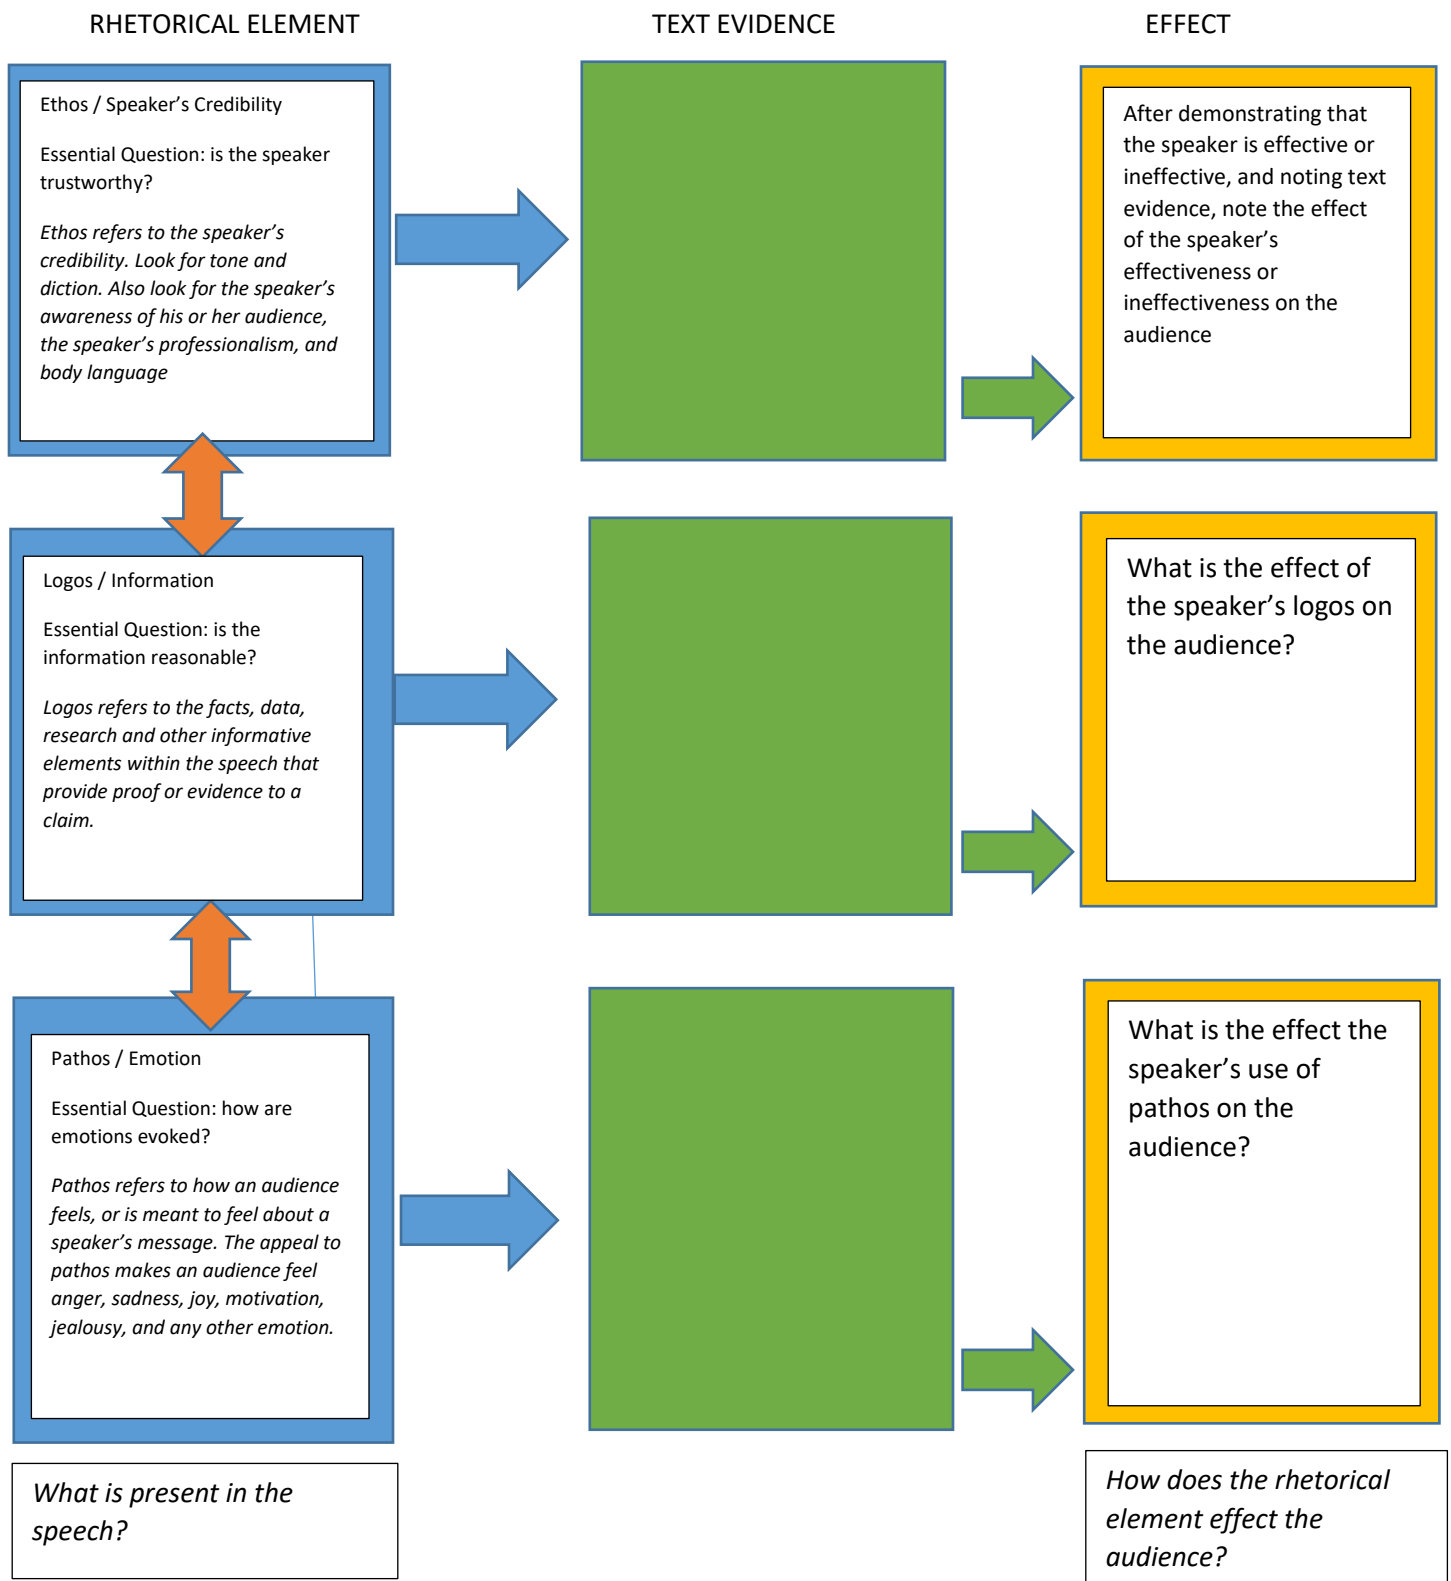 RHETORICAL ELEMENT
TEXT EVIDENCE
EFFECT
Ethos / Speaker’s Credibility
Essential Question: is the speaker
trustworthy?
Ethos refers to the speaker’s
credibility. Look for tone and
diction. Also look for the speaker’s
awareness of his or her audience,
the speaker’s professionalism, and
body language
After demonstrating that
the speaker is effective or
ineffective, and noting text
evidence, note the effect
of the speaker’s
effectiveness or
ineffectiveness on the
audience
Logos / Information
Essential Question: is the
information reasonable?
Logos refers to the facts, data,
research and other informative
elements within the speech that
provide proof or evidence to a
claim.
What is the effect of
the speaker’s logos on
the audience?
Pathos / Emotion
Essential Question: how are
emotions evoked?
Pathos refers to how an audience
feels, or is meant to feel about a
speaker’s message. The appeal to
pathos makes an audience feel
anger, sadness, joy, motivation,
jealousy, and any other emotion.
What is the effect the
speaker’s use of
pathos on the
audience?
What is present in the
speech?
How does the rhetorical
element effect the
audience?